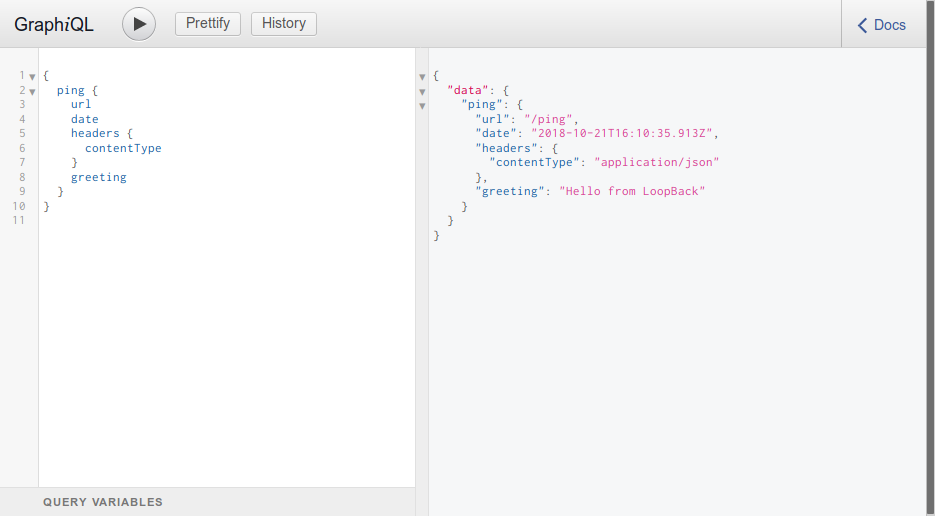 GraphiQL
Prettify
History
Docs
1 {
2 ping {
3 url
4 date
5 headers {
6 contentType
7 }
8 greeting
9 }
10 }
11
{
"data": {
"ping": {
"url": "/ping",
"date": "2018-10-21T16:10:35.913Z",
"headers": {
"contentType": "application/json"
},
"greeting": "Hello from LoopBack"
}
}
}
QUERY VARIABLES